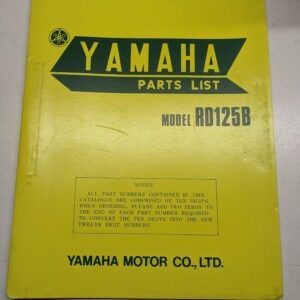 YAMAHA
PARTS LIST
MODEL RD125B
NOTICE
ALL PART NUMBERS CONTAINED IN THIS
CATALOGUE ARE COMPRISED OF TEN DIGITS
WHEN ORDERING, PLEASE ADD TWO ZEROS TO
THE END OF EACH PART NUMBER REQUIRED
TO CONVERT THE TEN DIGITS INTO THE NEW
TWELVE DIGIT NUMBERS.
YAMAHA MOTOR CO., LTD.